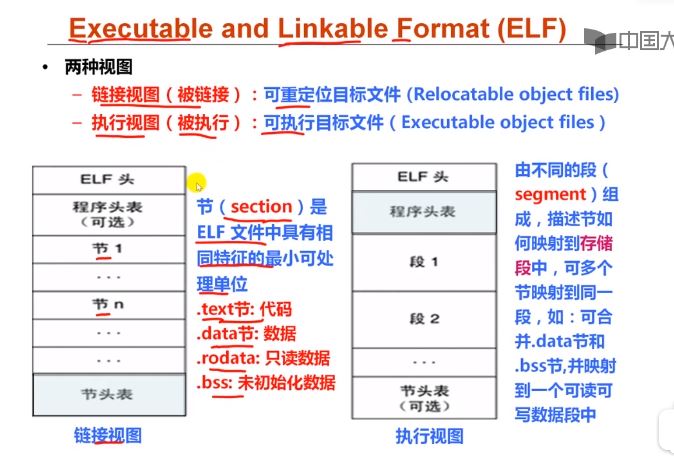 Executable and Linkable Format (ELF)
中国大
• 两种视图
– 链接视图（被链接）：可重定位目标文件 (Relocatable object files)
– 执行视图（被执行）：可执行目标文件（Executable object files）
ELF 头
程序头表
（可选）
节 1
...
节 n
...
...
节头表
链接视图
节（section）是
ELF 文件中具有相
同特征的最小可处
理单位
.text节: 代码
.data节: 数据
.rodata: 只读数据
.bss: 未初始化数据
ELF 头
程序头表
段 1
段 2
...
节头表
（可选）
执行视图
由不同的段（
segment）组
成，描述节如
何映射到存储
段中，可多个
节映射到同一
段，如：可合
并.data节和
.bss节,并映射
到一个可读可
写数据段中